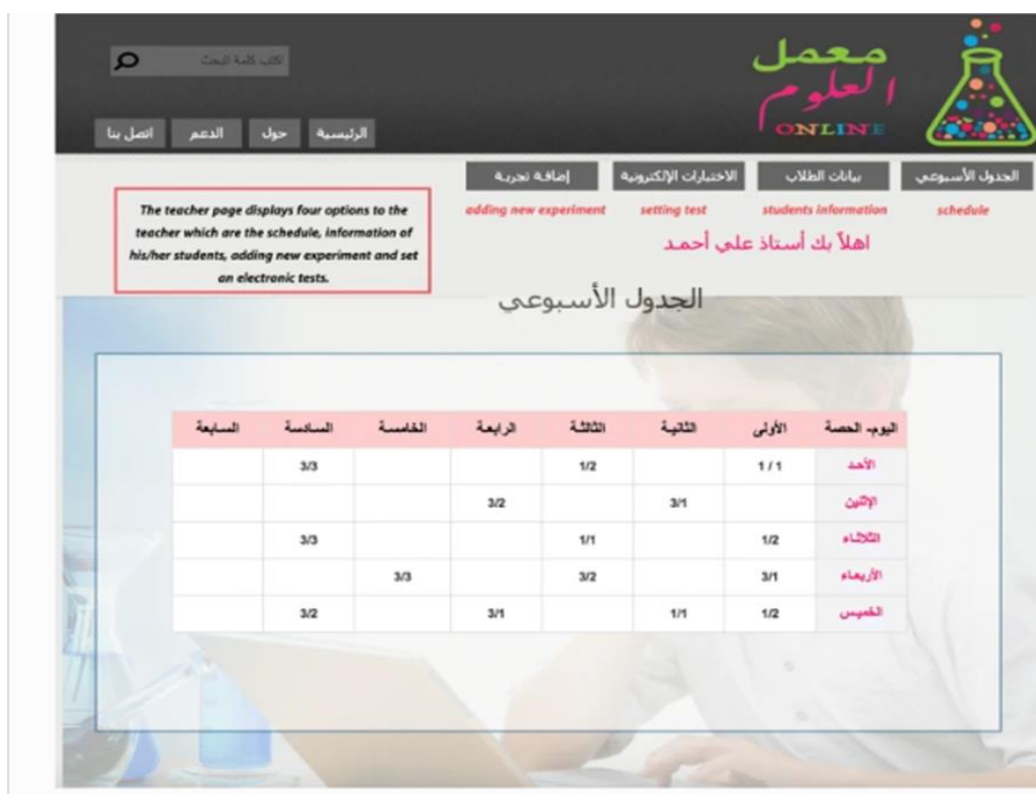 معمل
العلوم
ONLINE
اكتب كلمة البحث
الرئيسية حول الدعم اتصل بنا
الجدول الأسبوعي بيانات الطلاب الاختبارات الإلكترونية إضافة تجربة
schedule students information setting test adding new experiment
The teacher page displays four options to the
teacher which are the schedule, information of
his/her students, adding new experiment and set
an electronic tests.
اهلاً بك أستاذ علي أحمد
الجدول الأسبوعي
اليوم- الحصة الأولى الثانية الثالثة الرابعة الخامسة السادسة السابعة
الأحد 1 / 1 1/2 3/3
الإثنين 3/1 3/2
الثلاثاء 1/2 1/1 3/3
الأربعاء 3/1 3/2 3/3
الخميس 1/2 1/1 3/1 3/2